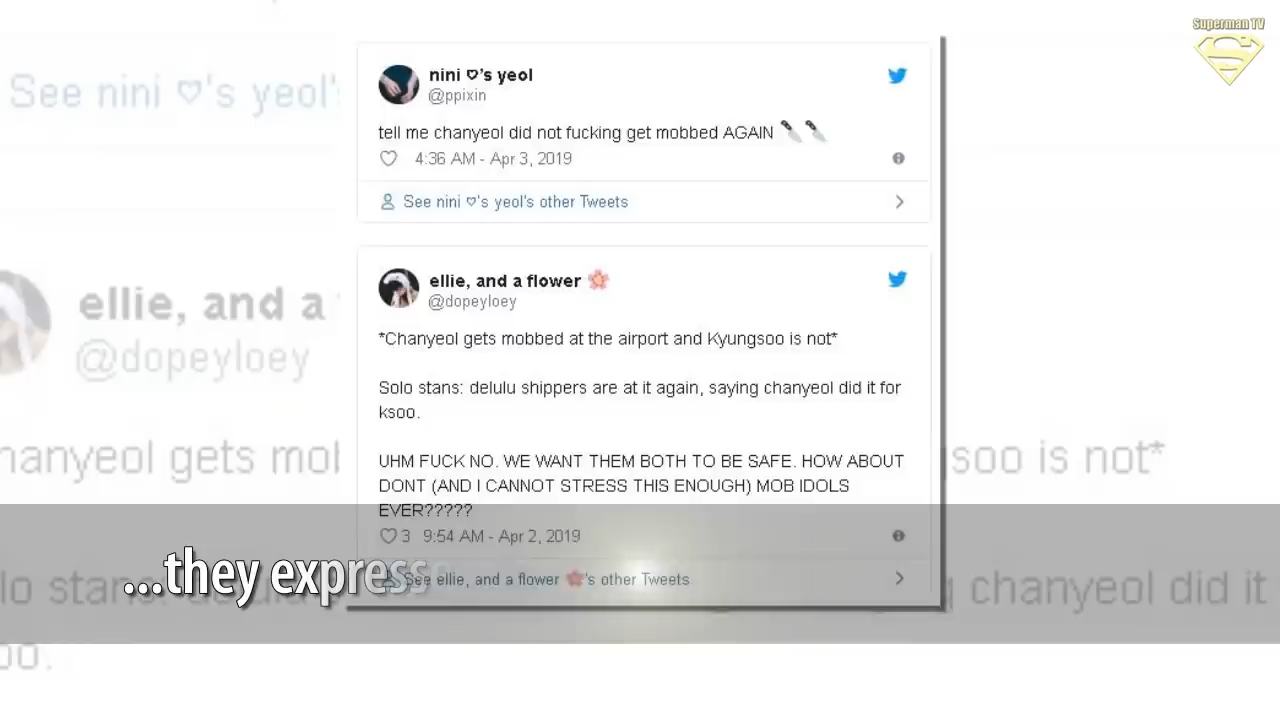 Superman TV
See nini ♡'s yeol'
nini ♡'s yeol
@ppixin
tell me chanyeol did not fucking get mobbed AGAIN 🔪🔪
4:36 AM - Apr 3, 2019
See nini ♡'s yeol's other Tweets
ellie, and a
@dopeyloey
hanyeol gets mol
soo is not*
lo stans:
chanyeol did it
oo.
ellie, and a flower 🌸
@dopeyloey
*Chanyeol gets mobbed at the airport and Kyungsoo is not*
Solo stans: delulu shippers are at it again, saying chanyeol did it for
ksoo.
UHM FUCK NO. WE WANT THEM BOTH TO BE SAFE. HOW ABOUT
DONT (AND I CANNOT STRESS THIS ENOUGH) MOB IDOLS
EVER?????
3 9:54 AM - Apr 2, 2019
See ellie, and a flower 🌸's other Tweets
...they express